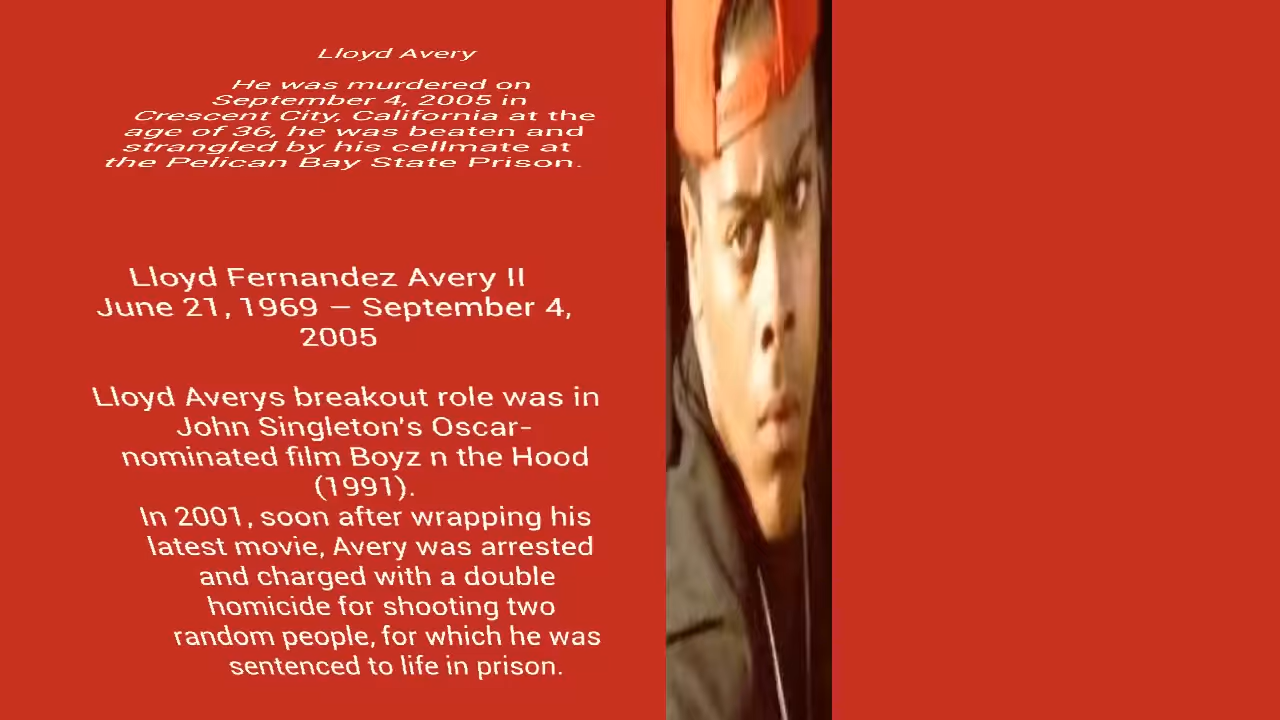 Lloyd Avery
He was murdered on
September 4, 2005 in
Crescent City, California at the
age of 36, he was beaten and
strangled by his cellmate at
the Pelican Bay State Prison.
Lloyd Fernandez Avery II
June 21, 1969 – September 4,
2005
Lloyd Averys breakout role was in
John Singleton's Oscar-
nominated film Boyz n the Hood
(1991).
In 2001, soon after wrapping his
latest movie, Avery was arrested
and charged with a double
homicide for shooting two
random people, for which he was
sentenced to life in prison.